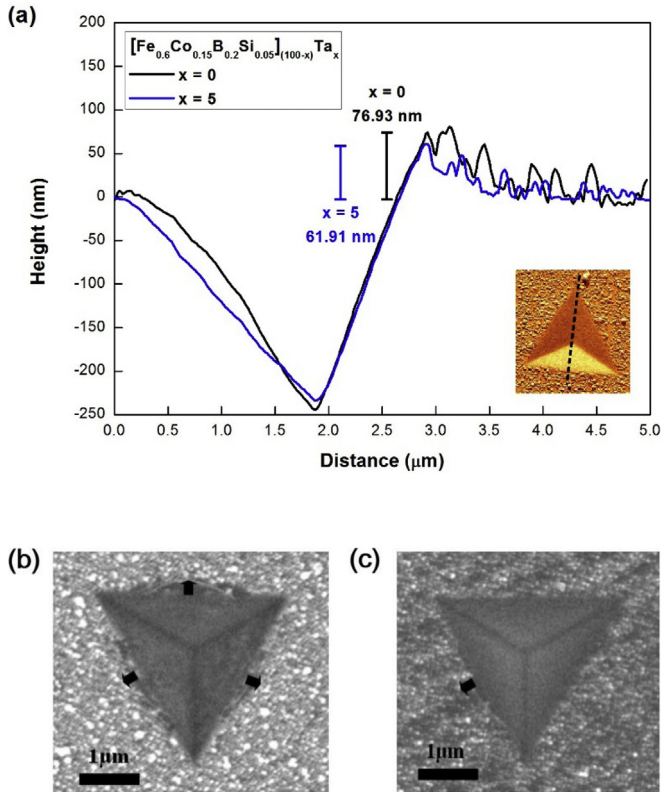 (a)
[Fe0.6Co0.15B0.2Si0.05](100-x)Tax
x = 0
x = 5
x = 0
76.93 nm
x = 5
61.91 nm
200
150
100
50
0
-50
-100
-150
-200
-250
Height (nm)
0.0 0.5 1.0 1.5 2.0 2.5 3.0 3.5 4.0 4.5 5.0
Distance (μm)
(b)
1μm
(c)
1μm